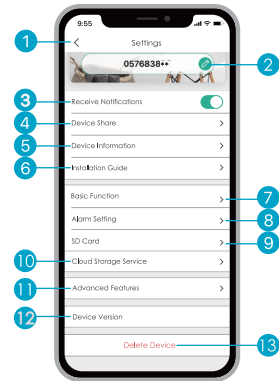 9:55
1 Settings
0576838•• 2
3 Receive Notifications
4 Device Share
5 Device Information
6 Installation Guide
Basic Function 7
Alarm Setting 8
SD Card 9
10 Cloud Storage Service
11 Advanced Features
12 Device Version
Delete Device 13